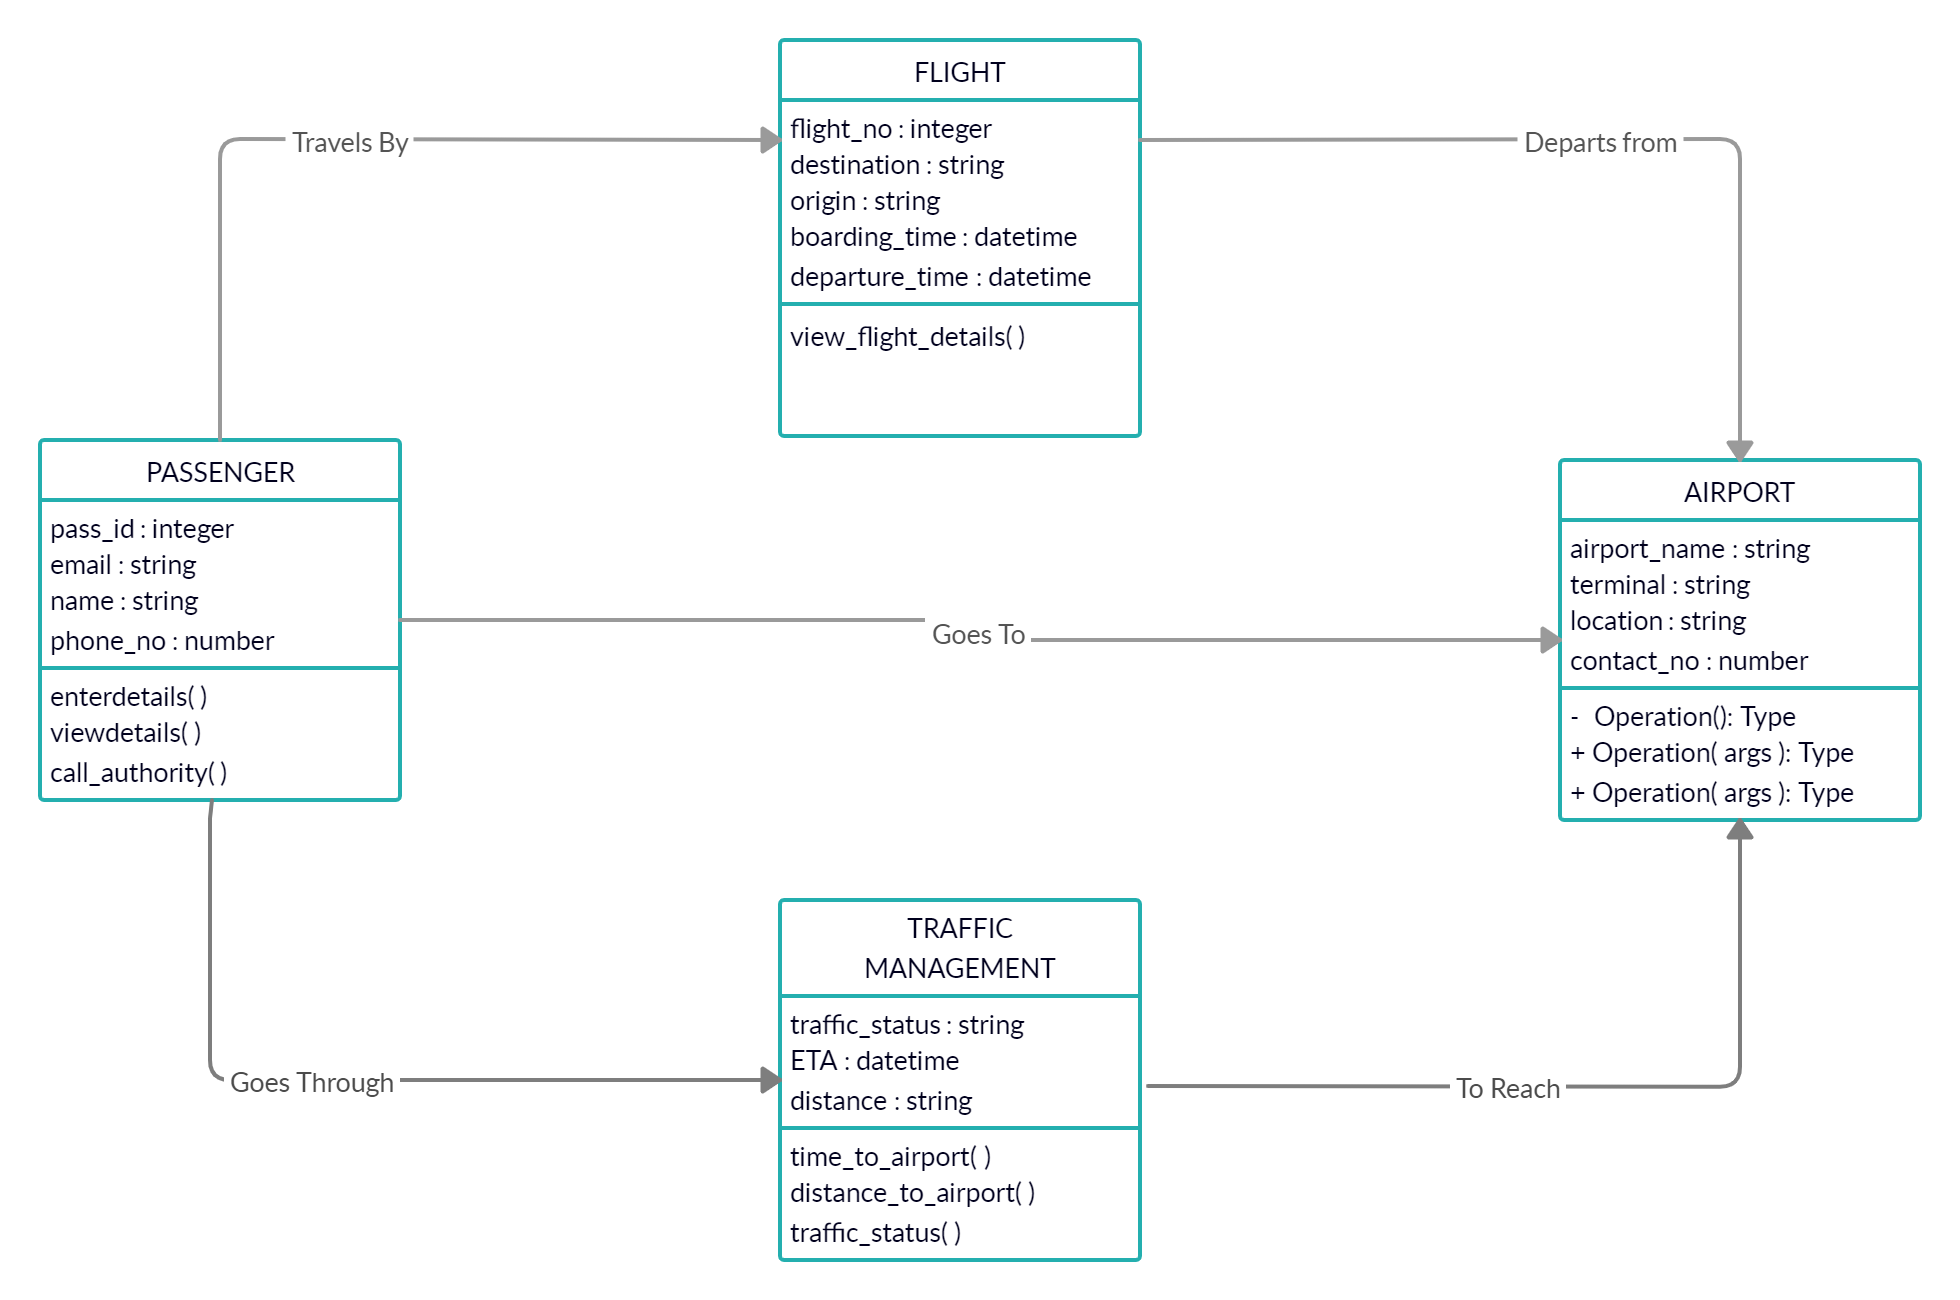 FLIGHT
flight_no : integer
destination : string
origin : string
boarding_time : datetime
departure_time : datetime
view_flight_details( )
Travels By
Departs from
PASSENGER
pass_id : integer
email : string
name : string
phone_no : number
enterdetails( )
viewdetails( )
call_authority( )
Goes To
AIRPORT
airport_name : string
terminal : string
location : string
contact_no : number
- Operation(): Type
+ Operation( args ): Type
+ Operation( args ): Type
TRAFFIC
MANAGEMENT
traffic_status : string
ETA : datetime
distance : string
time_to_airport( )
distance_to_airport( )
traffic_status( )
Goes Through
To Reach